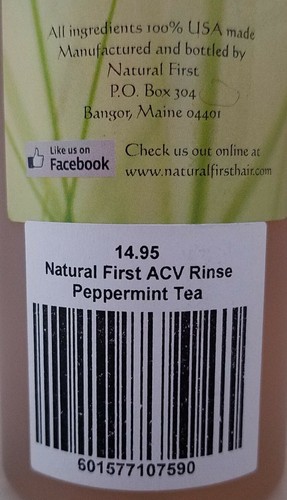 All ingredients 100% USA made
Manufactured and bottled by
Natural First
P.O. Box 304
Bangor, Maine 04401
Like us on
Facebook
Check us out online at
www.naturalfirsthair.com
14.95
Natural First ACV Rinse
Peppermint Tea
601577107590